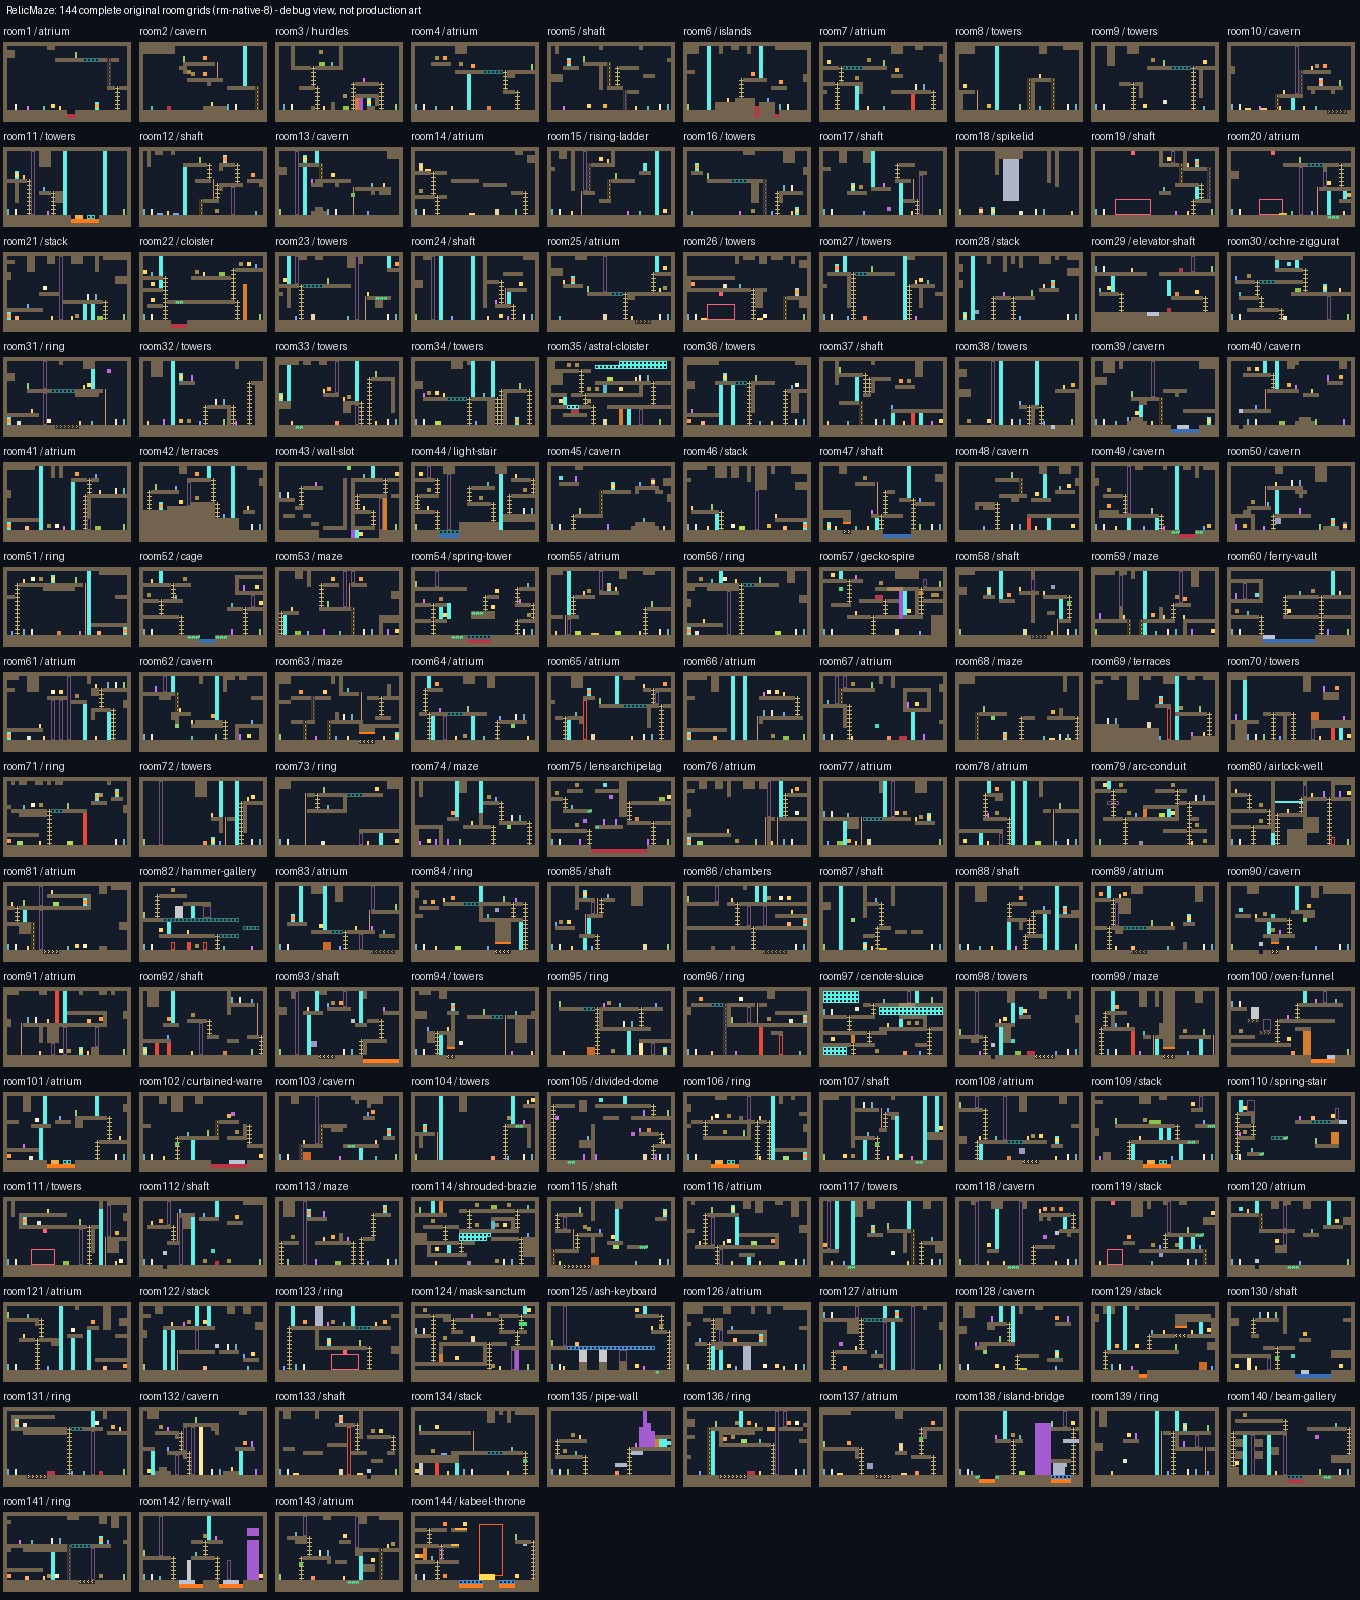 RelicMaze: 144 complete original room grids (rm-native-8) - debug view, not production art
room1 / atrium room2 / cavern room3 / hurdles room4 / atrium room5 / shaft room6 / islands room7 / atrium room8 / towers room9 / towers room10 / cavern
room11 / towers room12 / shaft room13 / cavern room14 / atrium room15 / rising-ladder room16 / towers room17 / shaft room18 / spikelid room19 / shaft room20 / atrium
room21 / stack room22 / cloister room23 / towers room24 / shaft room25 / atrium room26 / towers room27 / towers room28 / stack room29 / elevator-shaft room30 / ochre-ziggurat
room31 / ring room32 / towers room33 / towers room34 / towers room35 / astral-cloister room36 / towers room37 / shaft room38 / towers room39 / cavern room40 / cavern
room41 / atrium room42 / terraces room43 / wall-slot room44 / light-stair room45 / cavern room46 / stack room47 / shaft room48 / cavern room49 / cavern room50 / cavern
room51 / ring room52 / cage room53 / maze room54 / spring-tower room55 / atrium room56 / ring room57 / gecko-spire room58 / shaft room59 / maze room60 / ferry-vault
room61 / atrium room62 / cavern room63 / maze room64 / atrium room65 / atrium room66 / atrium room67 / atrium room68 / maze room69 / terraces room70 / towers
room71 / ring room72 / towers room73 / ring room74 / maze room75 / lens-archipelag room76 / atrium room77 / atrium room78 / atrium room79 / arc-conduit room80 / airlock-well
room81 / atrium room82 / hammer-gallery room83 / atrium room84 / ring room85 / shaft room86 / chambers room87 / shaft room88 / shaft room89 / atrium room90 / cavern
room91 / atrium room92 / shaft room93 / shaft room94 / towers room95 / ring room96 / ring room97 / cenote-sluice room98 / towers room99 / maze room100 / oven-funnel
room101 / atrium room102 / curtained-warre room103 / cavern room104 / towers room105 / divided-dome room106 / ring room107 / shaft room108 / atrium room109 / stack room110 / spring-stair
room111 / towers room112 / shaft room113 / maze room114 / shrouded-brazie room115 / shaft room116 / atrium room117 / towers room118 / cavern room119 / stack room120 / atrium
room121 / atrium room122 / stack room123 / ring room124 / mask-sanctum room125 / ash-keyboard room126 / atrium room127 / atrium room128 / cavern room129 / stack room130 / shaft
room131 / ring room132 / cavern room133 / shaft room134 / stack room135 / pipe-wall room136 / ring room137 / atrium room138 / island-bridge room139 / ring room140 / beam-gallery
room141 / ring room142 / ferry-wall room143 / atrium room144 / kabeel-throne